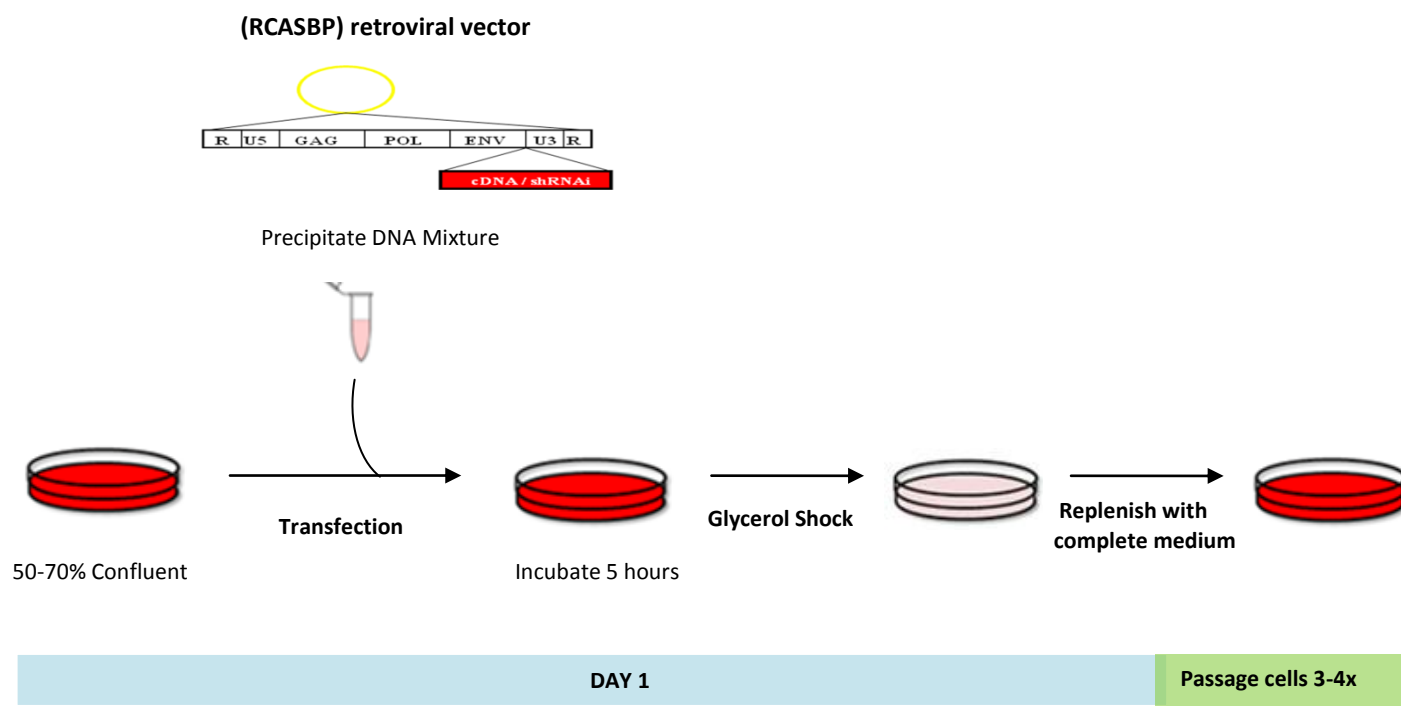 (RCASBP) retroviral vector
R U5 GAG POL ENV U3 R
cDNA / shRNAi
Precipitate DNA Mixture
Transfection
Glycerol Shock
Replenish with
complete medium
50-70% Confluent
Incubate 5 hours
DAY 1
Passage cells 3-4x